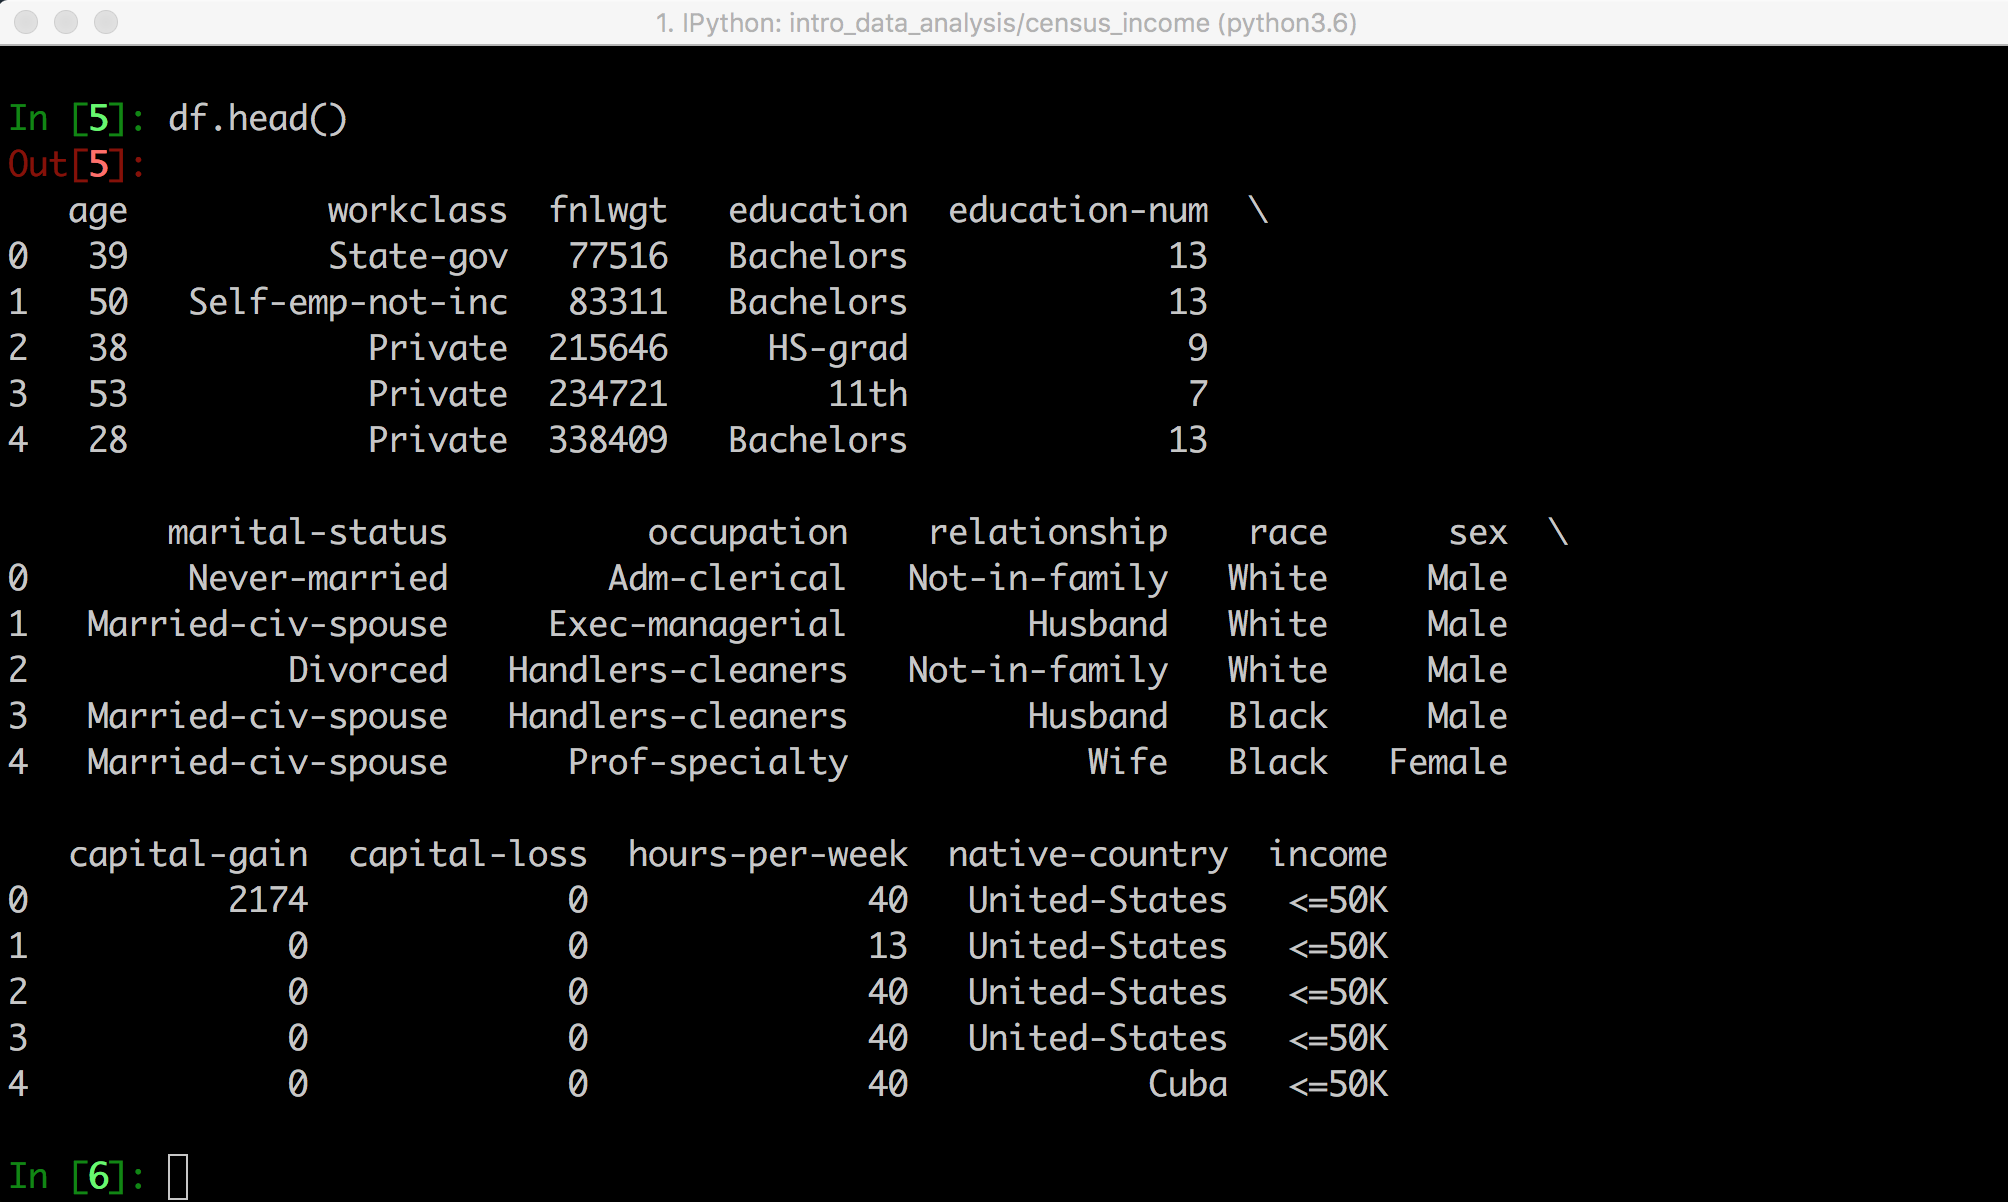 1. IPython: intro_data_analysis/census_income (python3.6)
In [5]: df.head()
Out[5]:
   age          workclass  fnlwgt   education  education-num  \
0   39          State-gov   77516   Bachelors             13
1   50   Self-emp-not-inc   83311   Bachelors             13
2   38            Private  215646     HS-grad              9
3   53            Private  234721        11th              7
4   28            Private  338409   Bachelors             13
        marital-status          occupation    relationship    race      sex  \
0        Never-married        Adm-clerical   Not-in-family   White     Male
1   Married-civ-spouse     Exec-managerial         Husband   White     Male
2             Divorced   Handlers-cleaners   Not-in-family   White     Male
3   Married-civ-spouse   Handlers-cleaners         Husband   Black     Male
4   Married-civ-spouse      Prof-specialty            Wife   Black   Female
   capital-gain  capital-loss  hours-per-week  native-country  income
0          2174             0              40   United-States   <=50K
1             0             0              13   United-States   <=50K
2             0             0              40   United-States   <=50K
3             0             0              40   United-States   <=50K
4             0             0              40            Cuba   <=50K
In [6]: